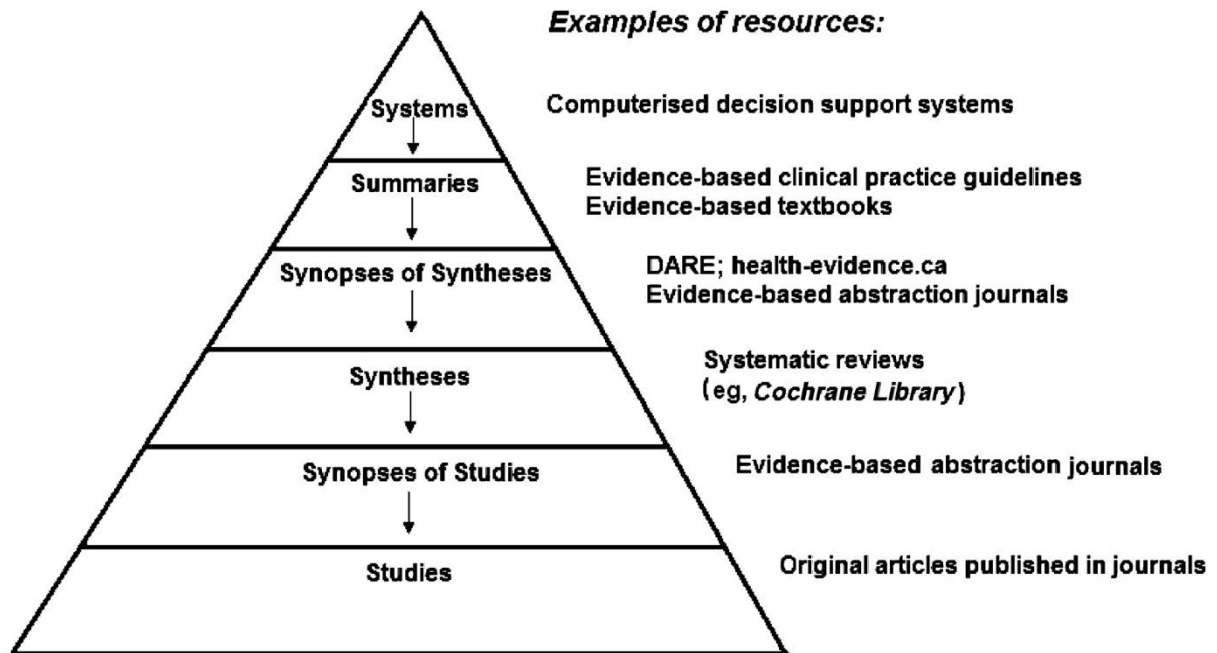 Examples of resources:
Systems
Computerised decision support systems
Summaries
Evidence-based clinical practice guidelines
Evidence-based textbooks
Synopses of Syntheses
DARE; health-evidence.ca
Evidence-based abstraction journals
Syntheses
Systematic reviews
(eg, Cochrane Library)
Synopses of Studies
Evidence-based abstraction journals
Studies
Original articles published in journals